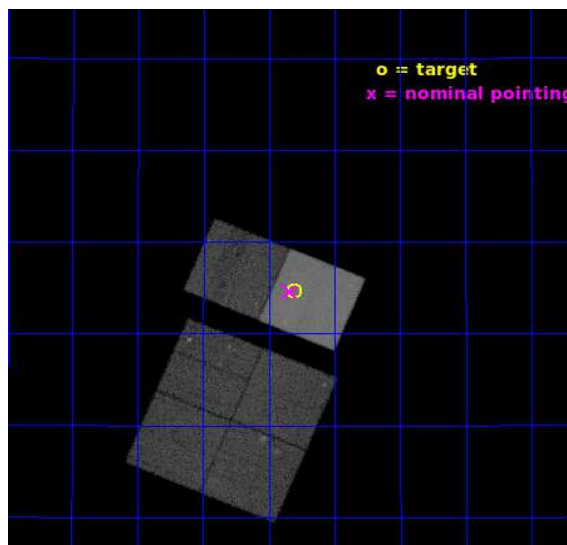 o = target
x = nominal pointing